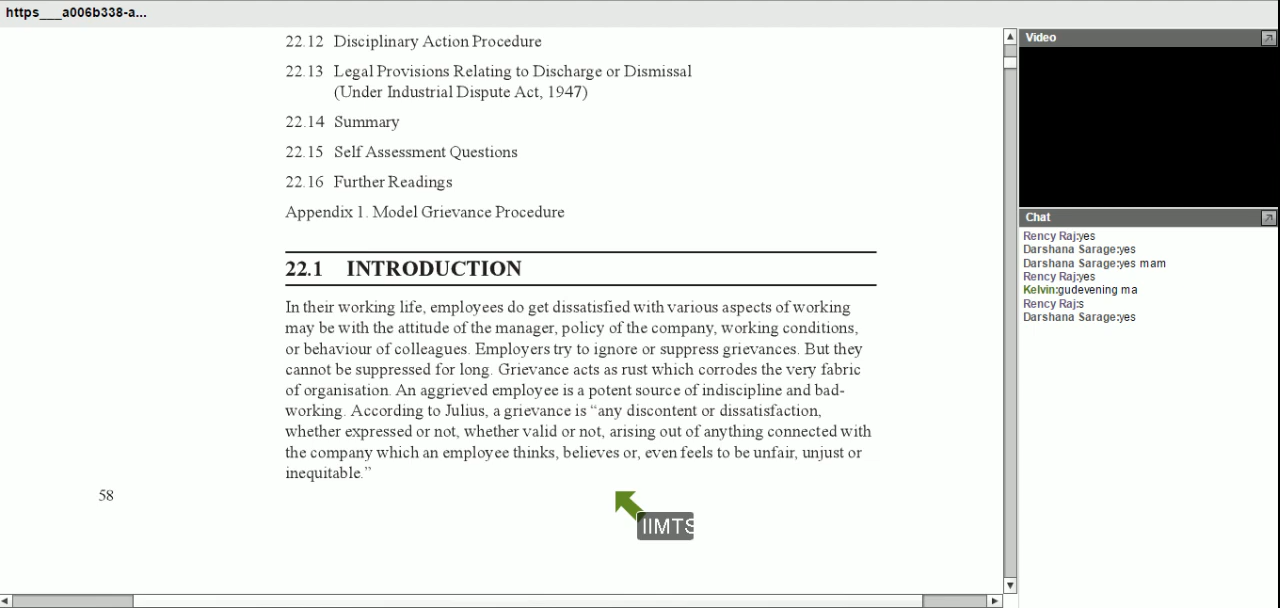 https___a006b338-a...
22.12 Disciplinary Action Procedure
22.13 Legal Provisions Relating to Discharge or Dismissal
(Under Industrial Dispute Act, 1947)
22.14 Summary
22.15 Self Assessment Questions
22.16 Further Readings
Appendix 1. Model Grievance Procedure
22.1 INTRODUCTION
In their working life, employees do get dissatisfied with various aspects of working
may be with the attitude of the manager, policy of the company, working conditions,
or behaviour of colleagues. Employers try to ignore or suppress grievances. But they
cannot be suppressed for long. Grievance acts as rust which corrodes the very fabric
of organisation. An aggrieved employee is a potent source of indiscipline and bad-
working. According to Julius, a grievance is “any discontent or dissatisfaction,
whether expressed or not, whether valid or not, arising out of anything connected with
the company which an employee thinks, believes or, even feels to be unfair, unjust or
inequitable.”
58
IIMTS
Video
Chat
Rency Raj:yes
Darshana Sarage:yes
Darshana Sarage:yes mam
Rency Raj:yes
Kelvin:gudevening ma
Rency Raj:s
Darshana Sarage:yes